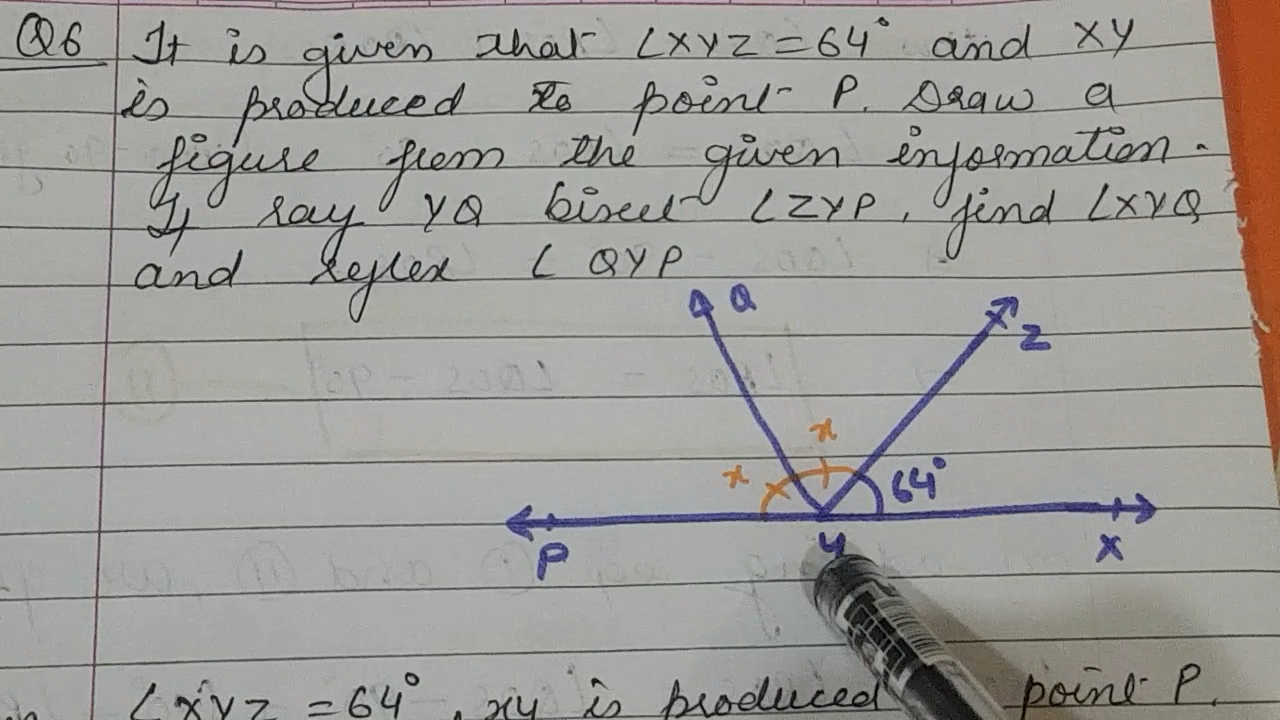 Q6 It is given that ∠XYZ = 64° and XY
is produced to point P. Draw a
figure from the given information.
If ray YQ bisect ∠ZYP, find ∠XYQ
and reflex ∠QYP
Q
Z
x
x
64°
P
Y
X
∠XYZ = 64°, XY is produced point P.